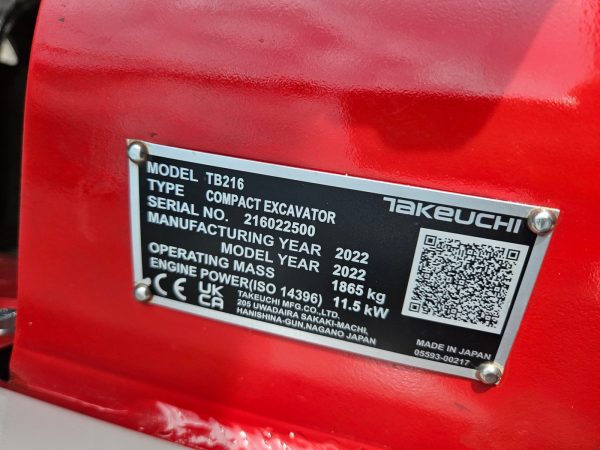 TAKEUCHI
MODEL TB216
TYPE COMPACT EXCAVATOR
SERIAL NO. 216022500
MANUFACTURING YEAR 2022
MODEL YEAR 2022
OPERATING MASS 1865 kg
ENGINE POWER(ISO 14396) 11.5 kW
CE UK CA
TAKEUCHI MFG.CO.,LTD.
205 UWADAIRA SAKAKI-MACHI,
HANISHINA-GUN,NAGANO JAPAN
MADE IN JAPAN
05593-00217